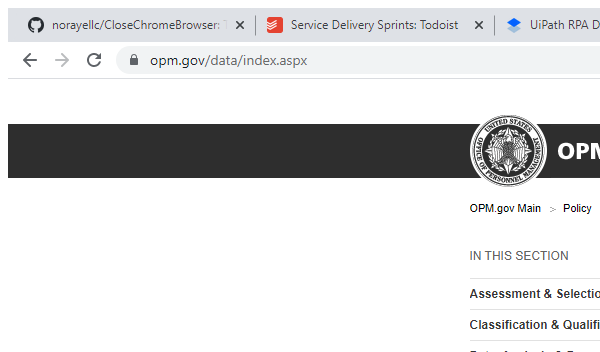 norayellc/CloseChromeBrowser:
Service Delivery Sprints: Todoist
UiPath RPA D
opm.gov/data/index.aspx
UNITED STATES
OFFICE OF PERSONNEL MANAGEMENT
OPM
OPM.gov Main > Policy
IN THIS SECTION
Assessment & Selectio
Classification & Qualifi